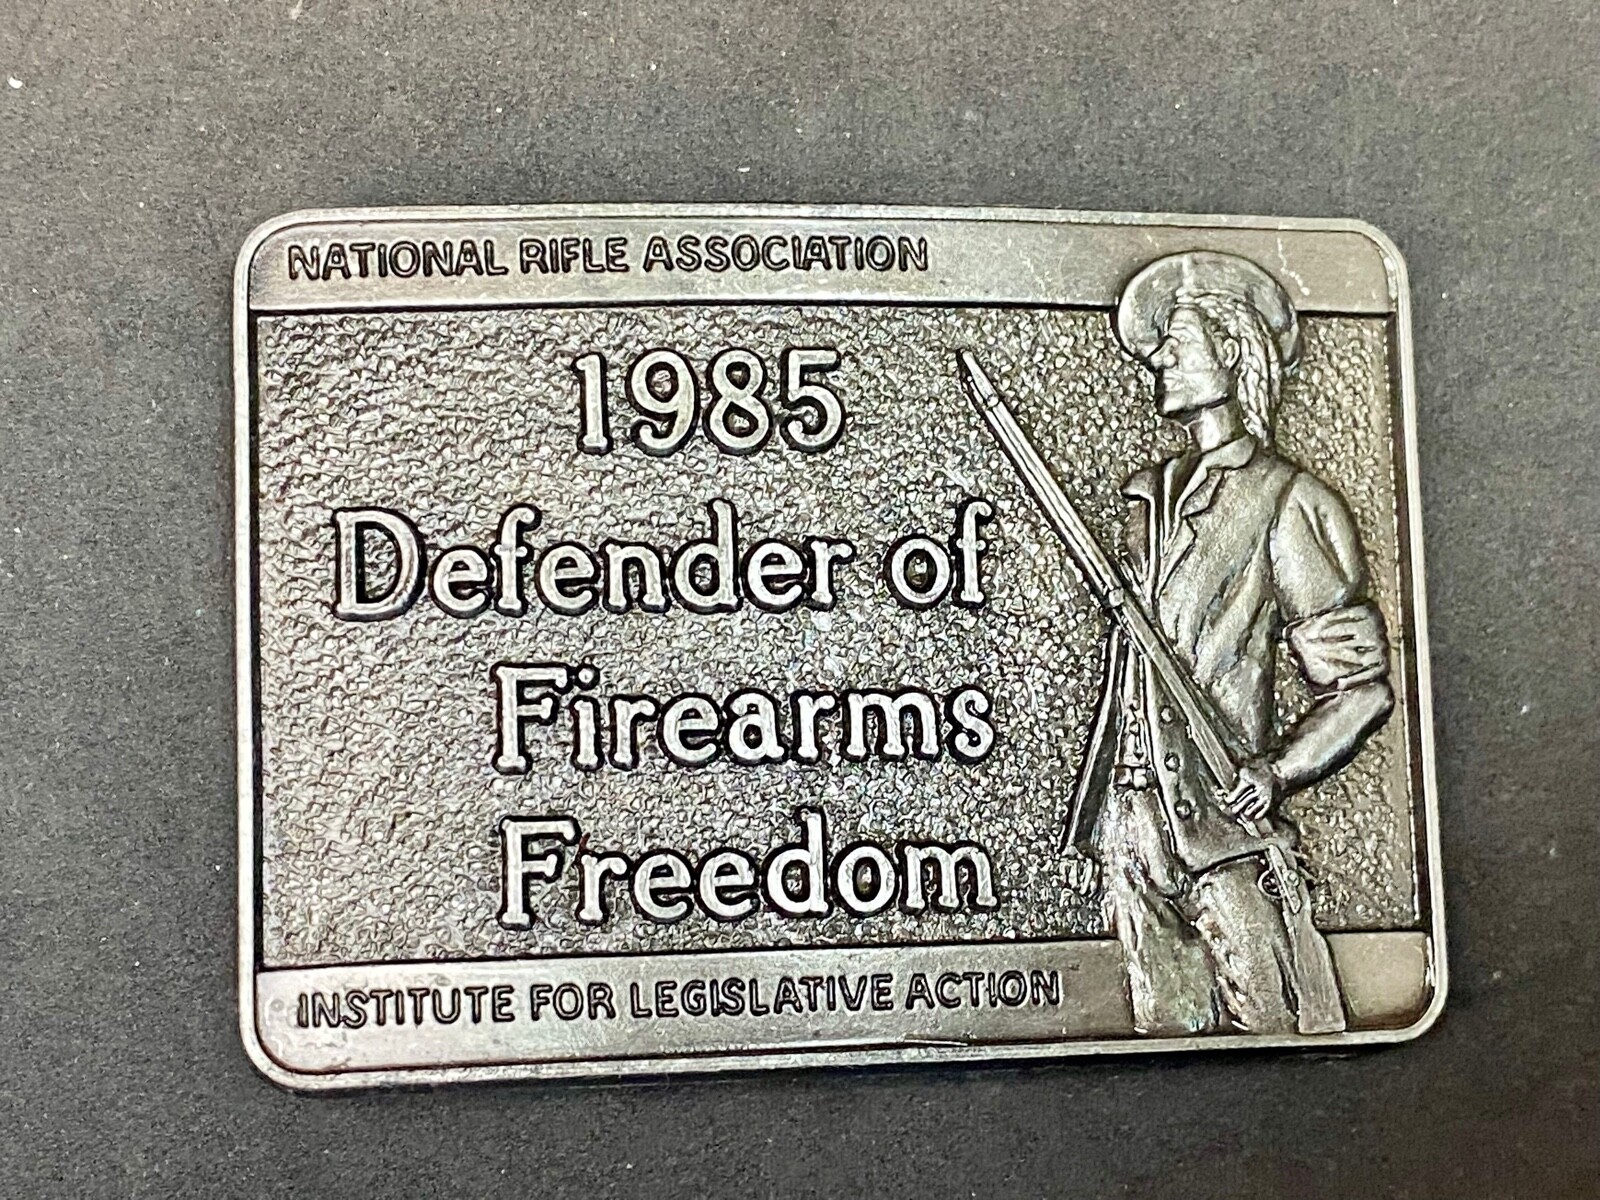 NATIONAL RIFLE ASSOCIATION
1985
Defender of
Firearms
Freedom
INSTITUTE FOR LEGISLATIVE ACTION